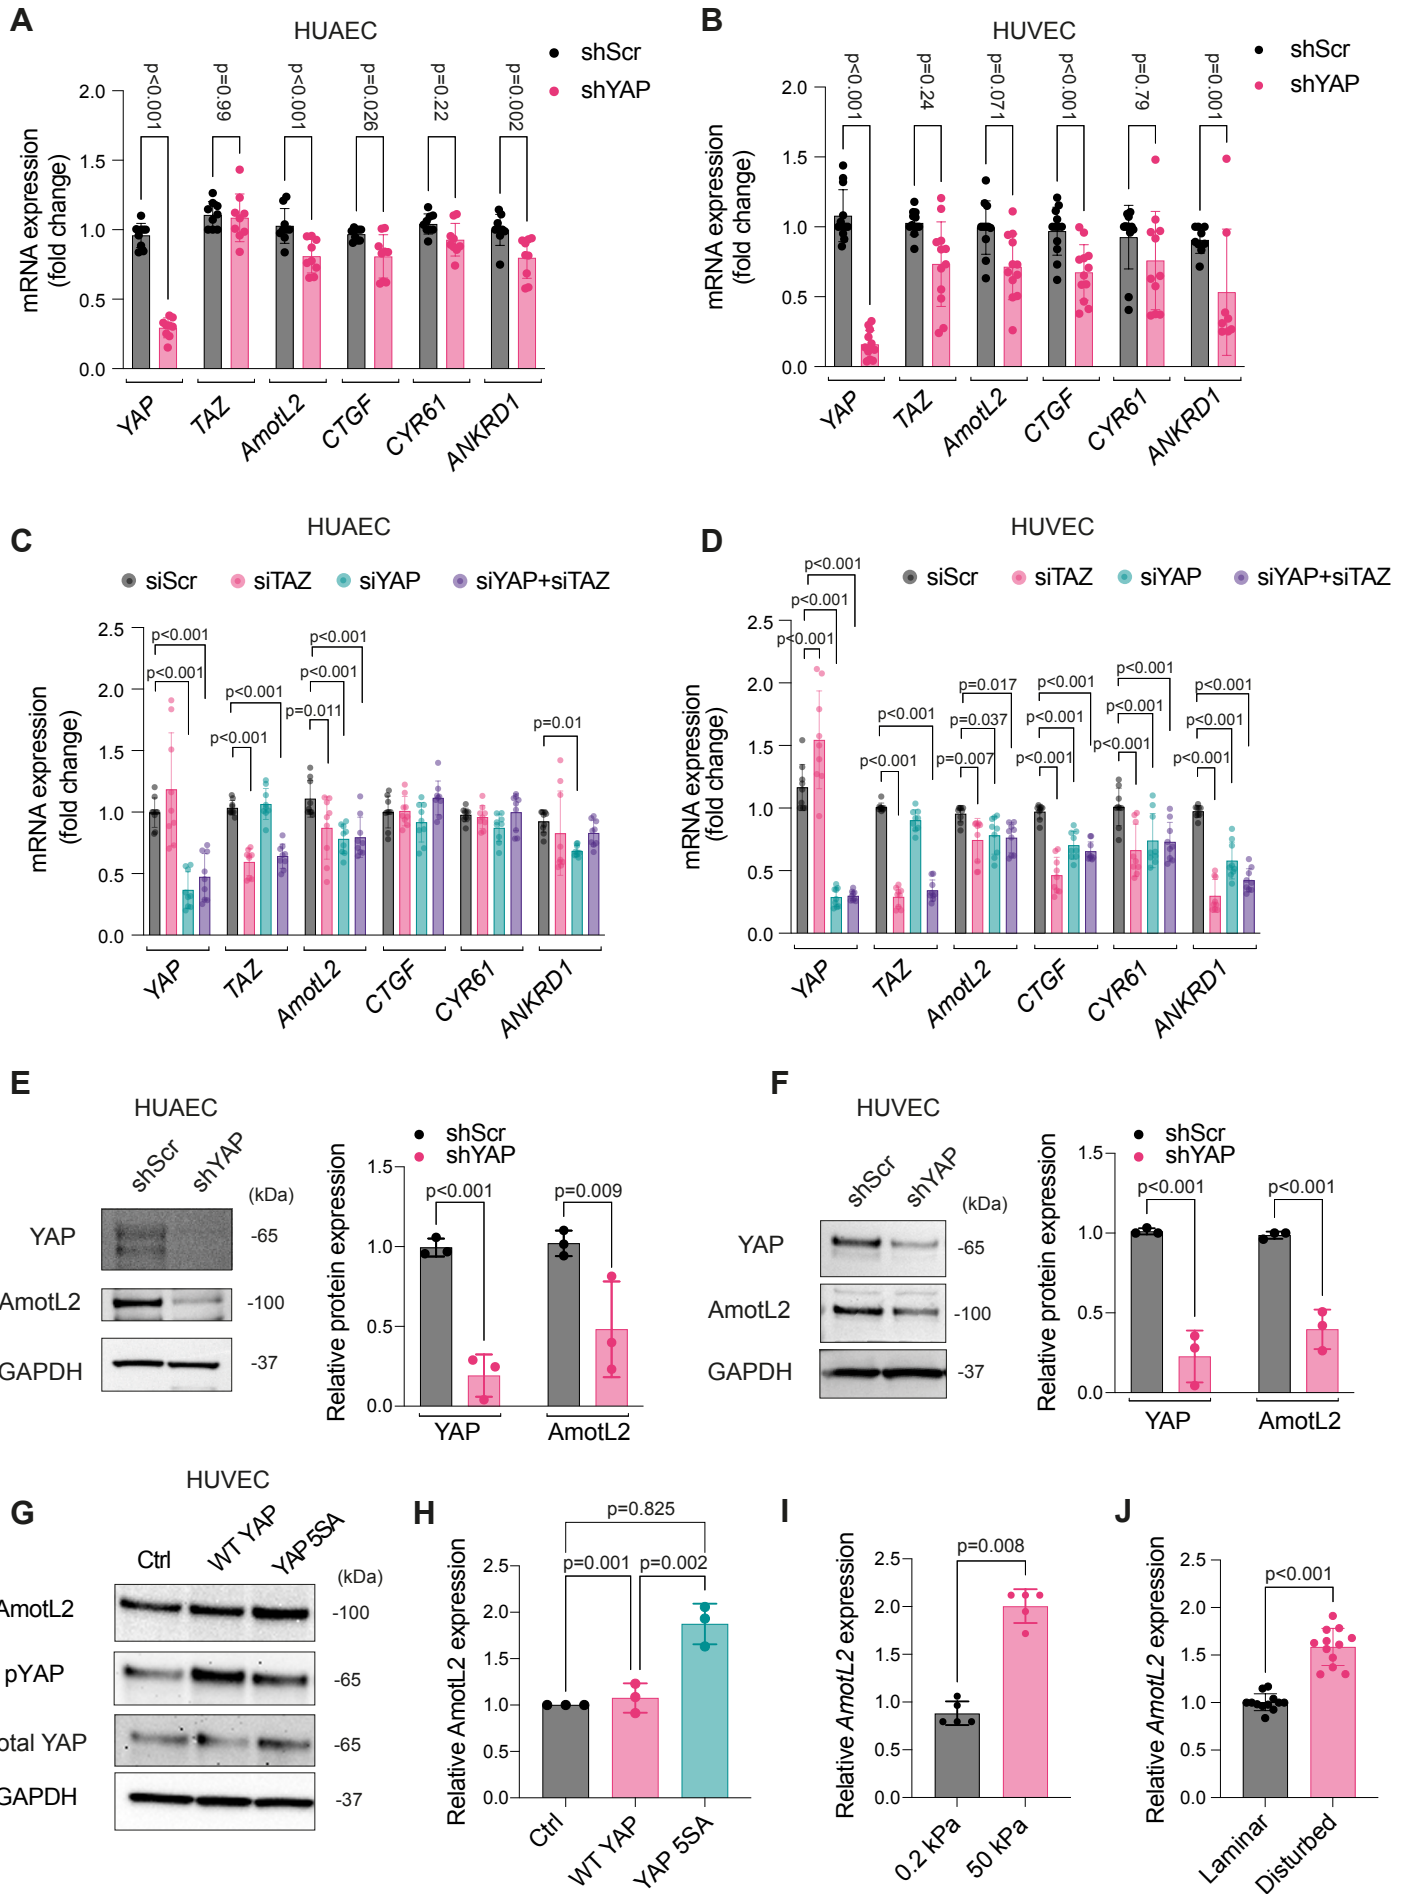 A
HUAEC
shScr
shYAP
mRNA expression
(fold change)
2.0
1.5
1.0
0.5
0.0
p<0.001
p=0.99
p<0.001
p=0.026
p=0.22
p=0.002
YAP
TAZ
AmotL2
CTGF
CYR61
ANKRD1
B
HUVEC
shScr
shYAP
mRNA expression
(fold change)
2.0
1.5
1.0
0.5
0.0
p<0.001
p=0.24
p=0.071
p<0.001
p=0.79
p=0.001
YAP
TAZ
AmotL2
CTGF
CYR61
ANKRD1
C
HUAEC
siScr
siTAZ
siYAP
siYAP+siTAZ
mRNA expression
(fold change)
2.5
2.0
1.5
1.0
0.5
0.0
p<0.001
p<0.001
p<0.001
p<0.001
p<0.001
p<0.001
p=0.011
p=0.01
YAP
TAZ
AmotL2
CTGF
CYR61
ANKRD1
D
HUVEC
siScr
siTAZ
siYAP
siYAP+siTAZ
mRNA expression
(fold change)
2.5
2.0
1.5
1.0
0.5
0.0
p<0.001
p<0.001
p<0.001
p<0.001
p<0.001
p=0.017
p=0.037
p=0.007
p<0.001
p<0.001
p<0.001
p<0.001
p<0.001
p<0.001
p<0.001
p<0.001
p<0.001
YAP
TAZ
AmotL2
CTGF
CYR61
ANKRD1
E
HUAEC
shScr
shYAP
(kDa)
YAP
-65
AmotL2
-100
GAPDH
-37
shScr
shYAP
Relative protein expression
1.5
1.0
0.5
0.0
p<0.001
p=0.009
YAP
AmotL2
F
HUVEC
shScr
shYAP
(kDa)
YAP
-65
AmotL2
-100
GAPDH
-37
shScr
shYAP
Relative protein expression
1.5
1.0
0.5
0.0
p<0.001
p<0.001
YAP
AmotL2
G
HUVEC
Ctrl
WT YAP
YAP5SA
(kDa)
AmotL2
-100
pYAP
-65
otal YAP
-65
GAPDH
-37
H
Relative AmotL2 expression
2.5
2.0
1.5
1.0
0.5
0.0
p=0.825
p=0.001
p=0.002
Ctrl
WT YAP
YAP 5SA
I
Relative AmotL2 expression
2.5
2.0
1.5
1.0
0.5
0.0
p=0.008
0.2 kPa
50 kPa
J
Relative AmotL2 expression
2.5
2.0
1.5
1.0
0.5
0.0
p<0.001
Laminar
Disturbed